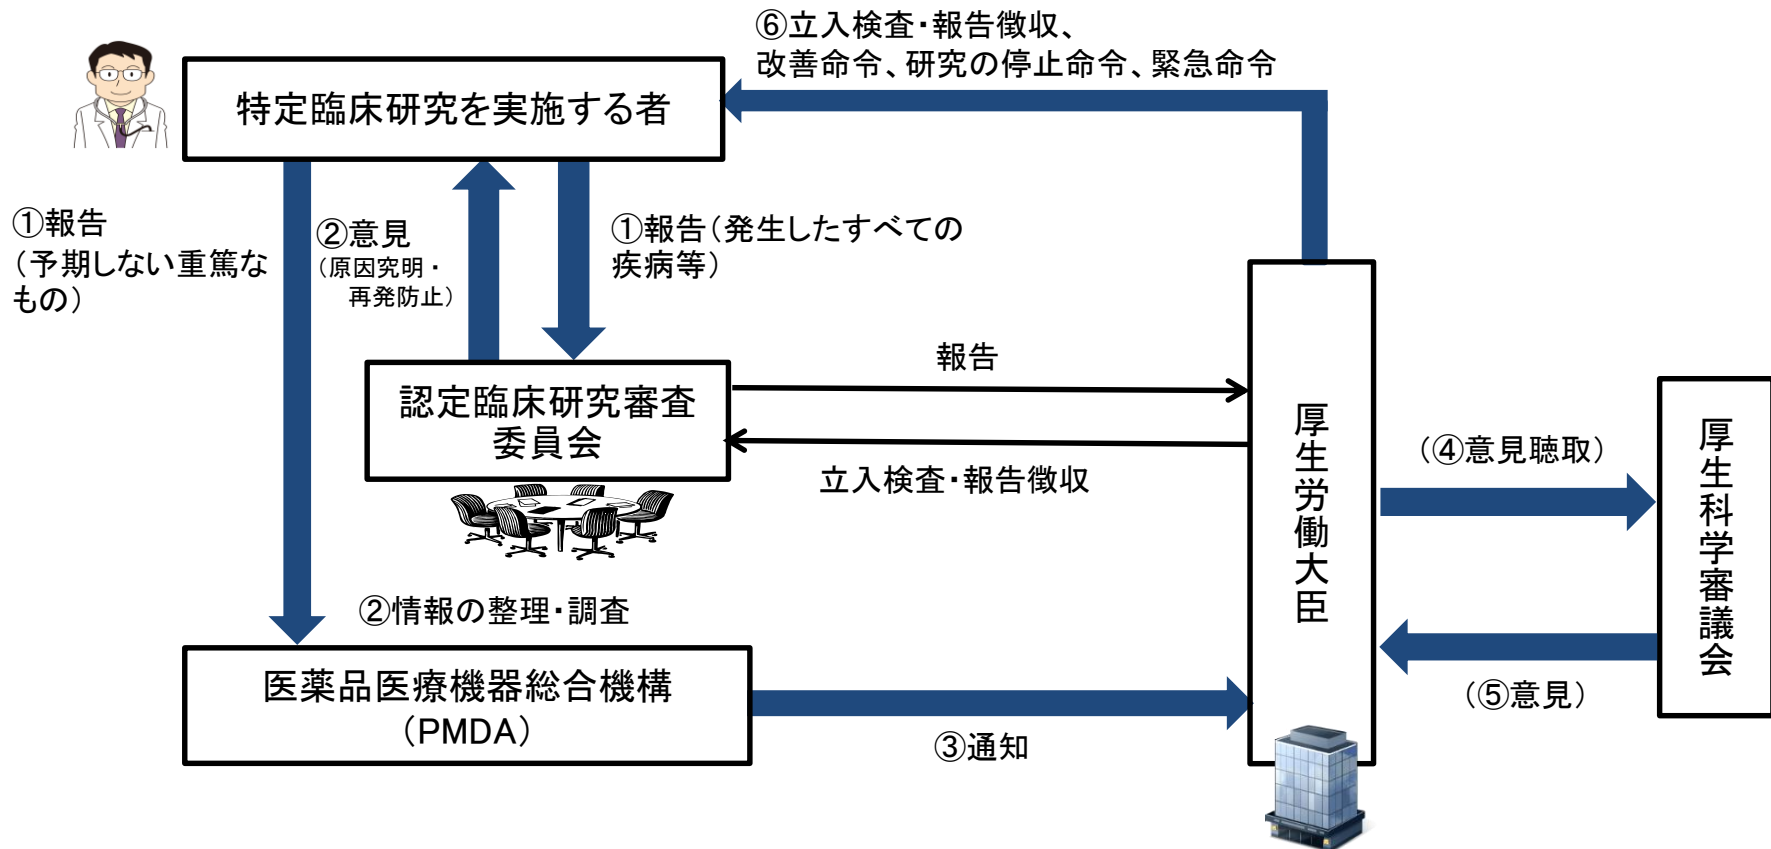 ⑥立入検査・報告徴収、
改善命令、研究の停止命令、緊急命令
特定臨床研究を実施する者
①報告
（予期しない重篤な
もの）
②意見
（原因究明・
再発防止）
①報告（発生したすべての
疾病等）
認定臨床研究審査
委員会
報告
立入検査・報告徴収
厚生労働大臣
（④意見聴取）
厚生科学審議会
（⑤意見）
②情報の整理・調査
医薬品医療機器総合機構
（PMDA）
③通知